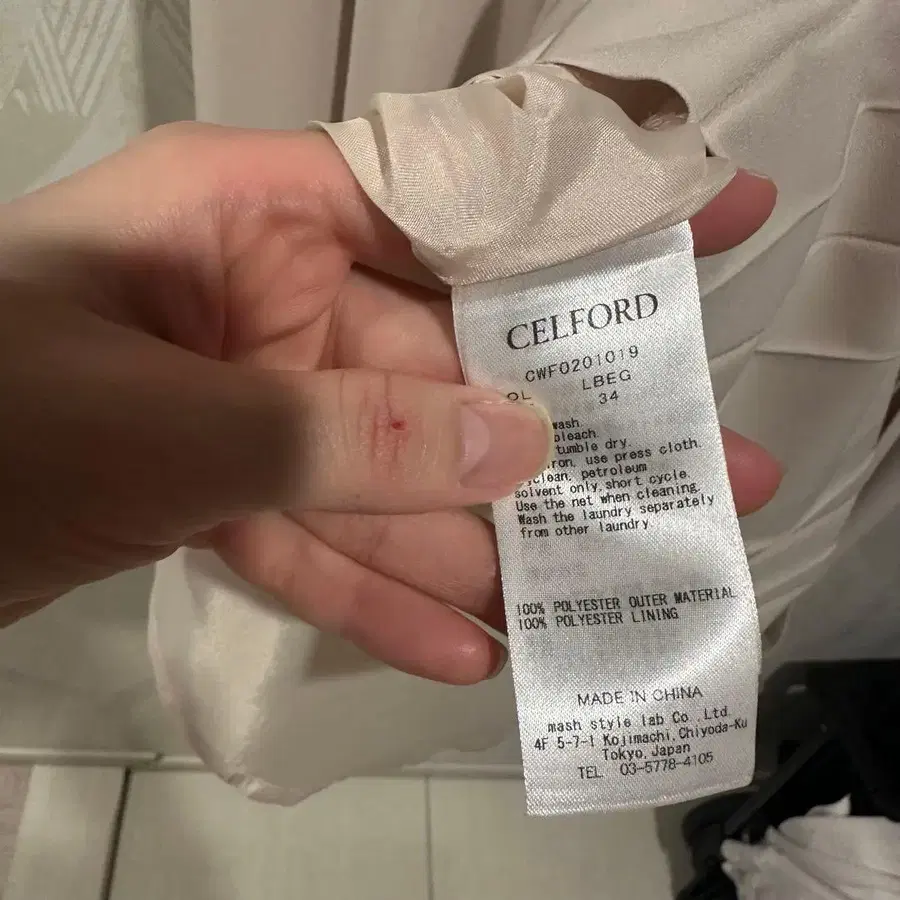 CELFORD
CWF0201019
OL LBEG
34
wash
bleach
tumble dry.
iron, use press cloth.
clean, petroleum
solvent only, short cycle
Use the net when cleaning.
Wash the laundry separately
from other laundry
100% POLYESTER OUTER MATERIAL
100% POLYESTER LINING
MADE IN CHINA
mash style lab Co.,Ltd.
4F 5-7-1 Kojimachi,Chiyoda-Ku
Tokyo,Japan
TEL 03-5778-4105